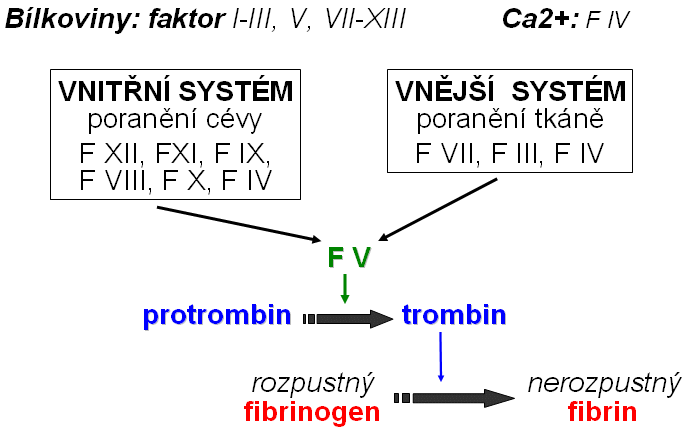 Bílkoviny: faktor I-III, V, VII-XIII Ca2+: F IV
VNITŘNÍ SYSTÉM
poranění cévy
F XII, FXI, F IX,
F VIII, F X, F IV
VNĚJŠÍ SYSTÉM
poranění tkáně
F VII, F III, F IV
F V
protrombin trombin
rozpustný nerozpustný
fibrinogen fibrin